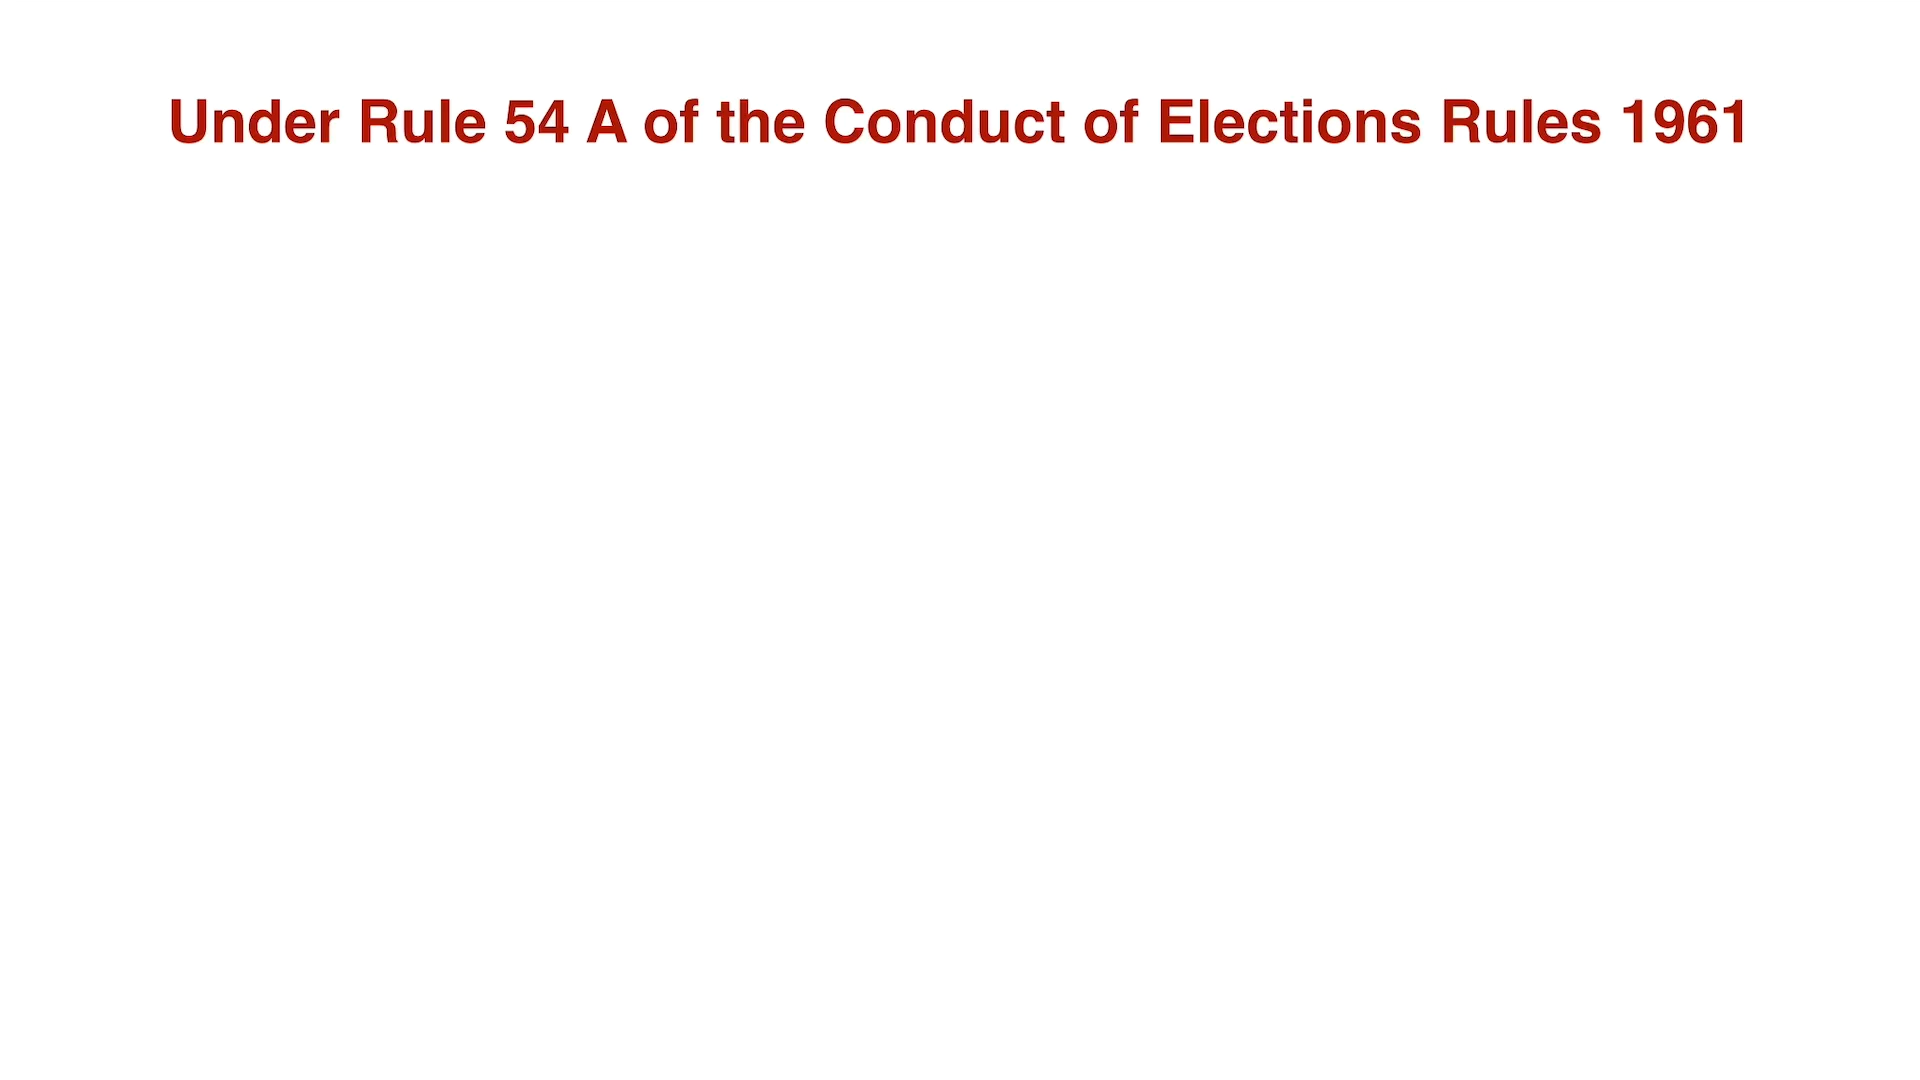 Under Rule 54 A of the Conduct of Elections Rules 1961